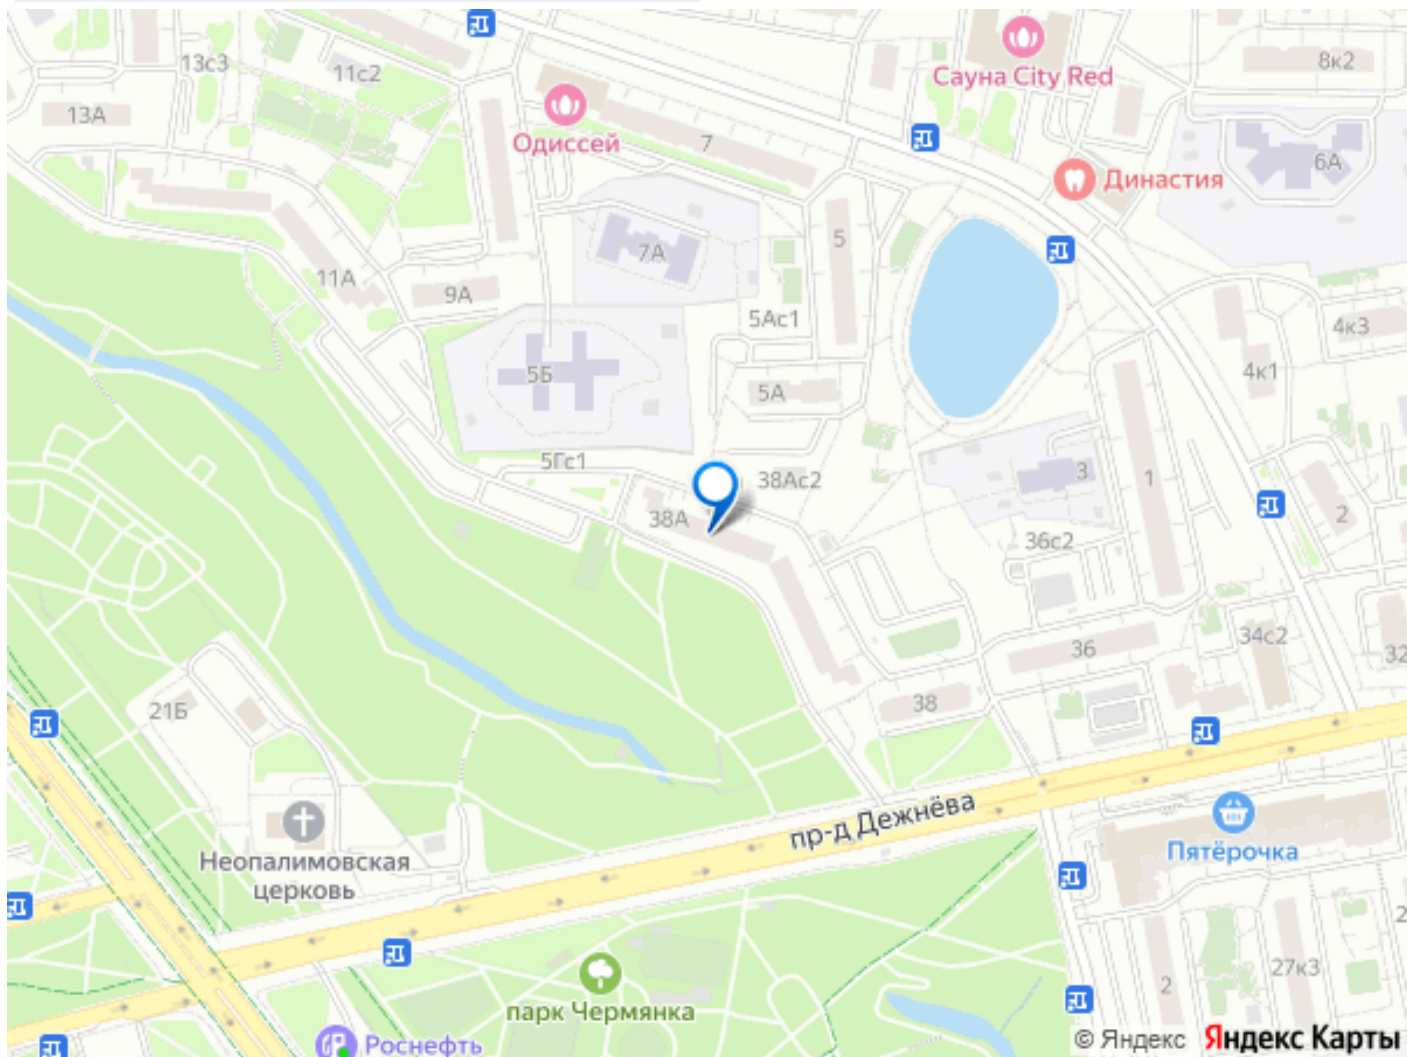 13с3
11с2
Сауна City Red
8к2
13А
Одиссей
7
6А
Династия
5
7А
11А
9А
5Ас1
4к3
5Б
5А
4к1
5Гс1
38Ас2
3
1
38А
2
36с2
34с2
36
32
21Б
38
пр-д Дежнёва
Неопалимовская
церковь
Пятёрочка
2
27к3
2
парк Чермянка
Роснефть
© Яндекс Яндекс Карты